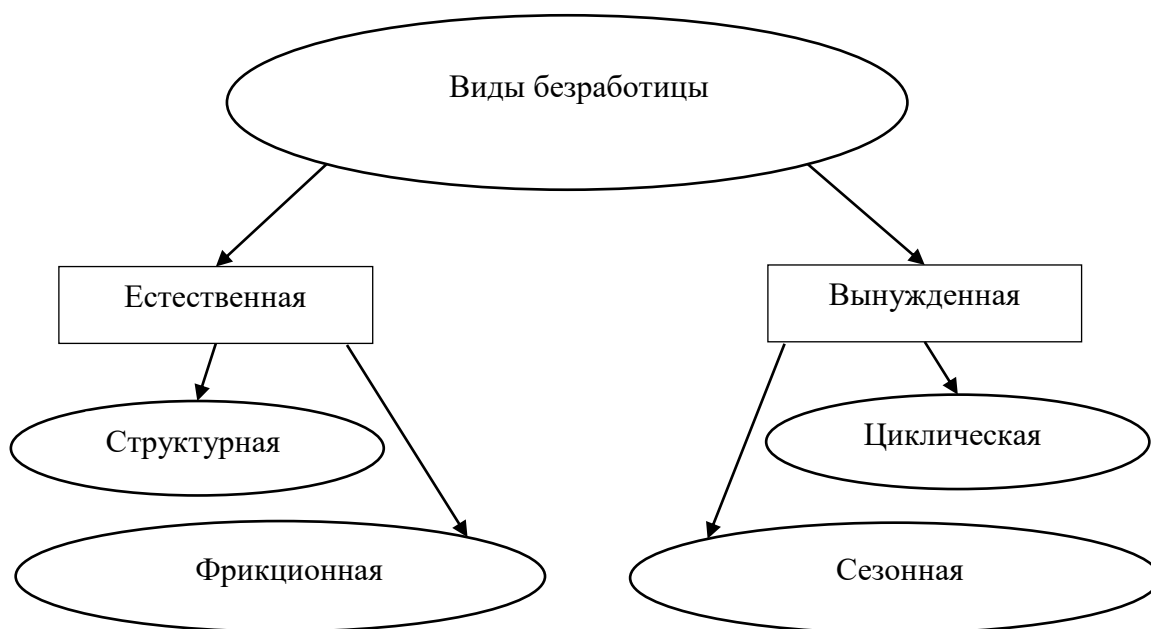 Виды безработицы
Естественная
Вынужденная
Структурная
Циклическая
Фрикционная
Сезонная